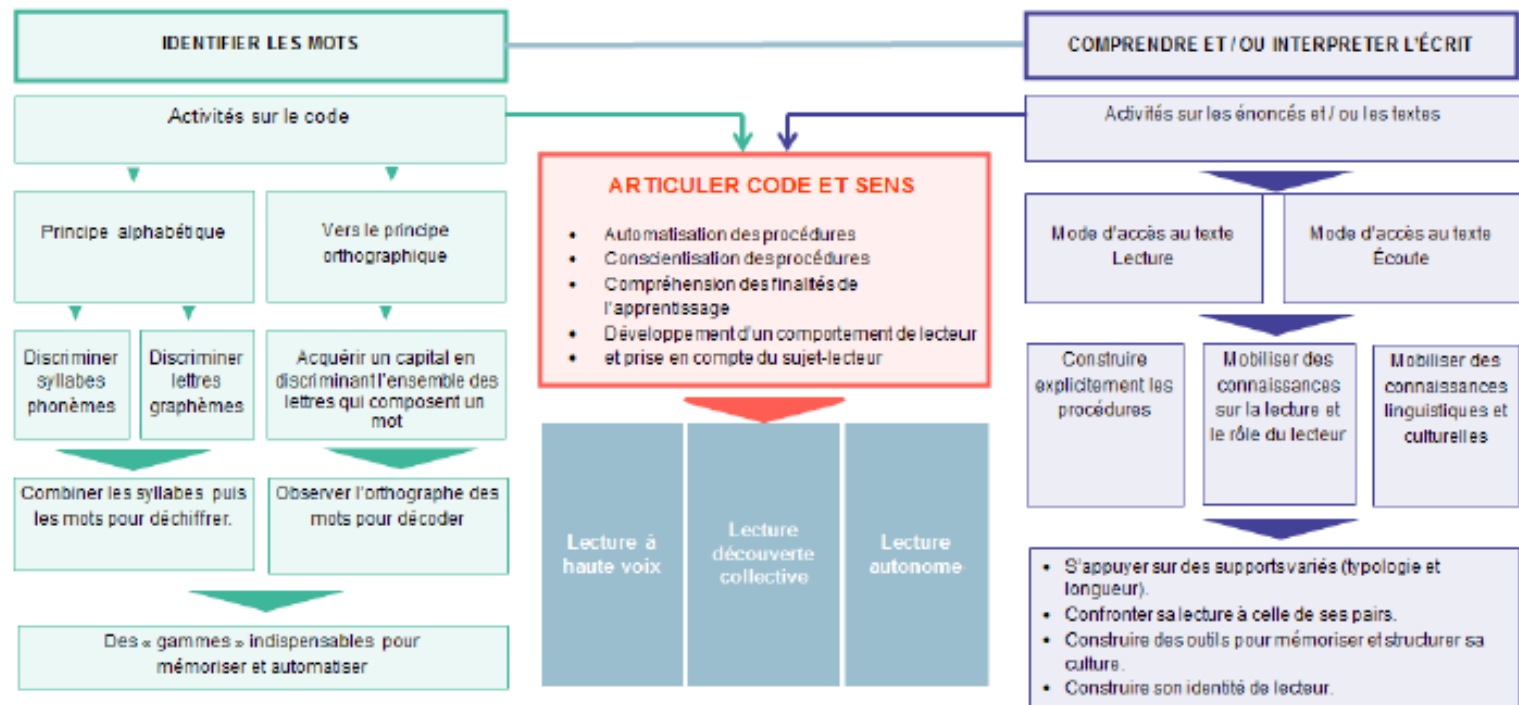 IDENTIFIER LES MOTS
Activités sur le code
Principe alphabétique
Vers le principe
orthographique
Discriminer
syllabes
phonèmes
Discriminer
lettres
graphèmes
Acquérir un capital en
discriminant l'ensemble des
lettres qui composent un
mot
Combiner les syllabes puis
les mots pour déchiffrer.
Observer l'orthographe des
mots pour décoder
Des « gammes » indispensables pour
mémoriser et automatiser
ARTICULER CODE ET SENS
• Automatisation des procédures
• Conscientisation des procédures
• Compréhension des finalités de
l'apprentissage
• Développement d'un comportement de lecteur
• et prise en compte du sujet-lecteur
Lecture à
haute voix
Lecture
découverte
collective
Lecture
autonome
COMPRENDRE ET / OU INTERPRETER L'ÉCRIT
Activités sur les énoncés et / ou les textes
Mode d'accès au texte
Lecture
Mode d'accès au texte
Écoute
Construire
explicitement les
procédures
Mobiliser des
connaissances
sur la lecture et
le rôle du lecteur
Mobiliser des
connaissances
linguistiques et
culturelles
• S'appuyer sur des supports variés (typologie et
longueur).
• Confronter sa lecture à celle de ses pairs.
• Construire des outils pour mémoriser et structurer sa
culture.
• Construire son identité de lecteur.